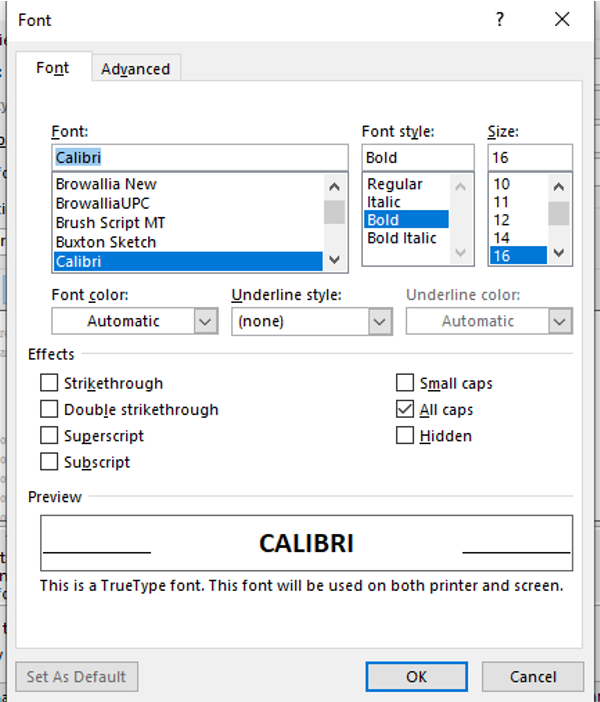 Font ?
Font Advanced
Font: Font style: Size:
Calibri Bold 16
Browallia New Regular 10
BrowalliaUPC Italic 11
Brush Script MT Bold 12
Buxton Sketch Bold Italic 14
Calibri 16
Font color: Underline style: Underline color:
Automatic (none) Automatic
Effects
Strikethrough Small caps
Double strikethrough All caps
Superscript Hidden
Subscript
Preview
CALIBRI
This is a TrueType font. This font will be used on both printer and screen.
Set As Default OK Cancel